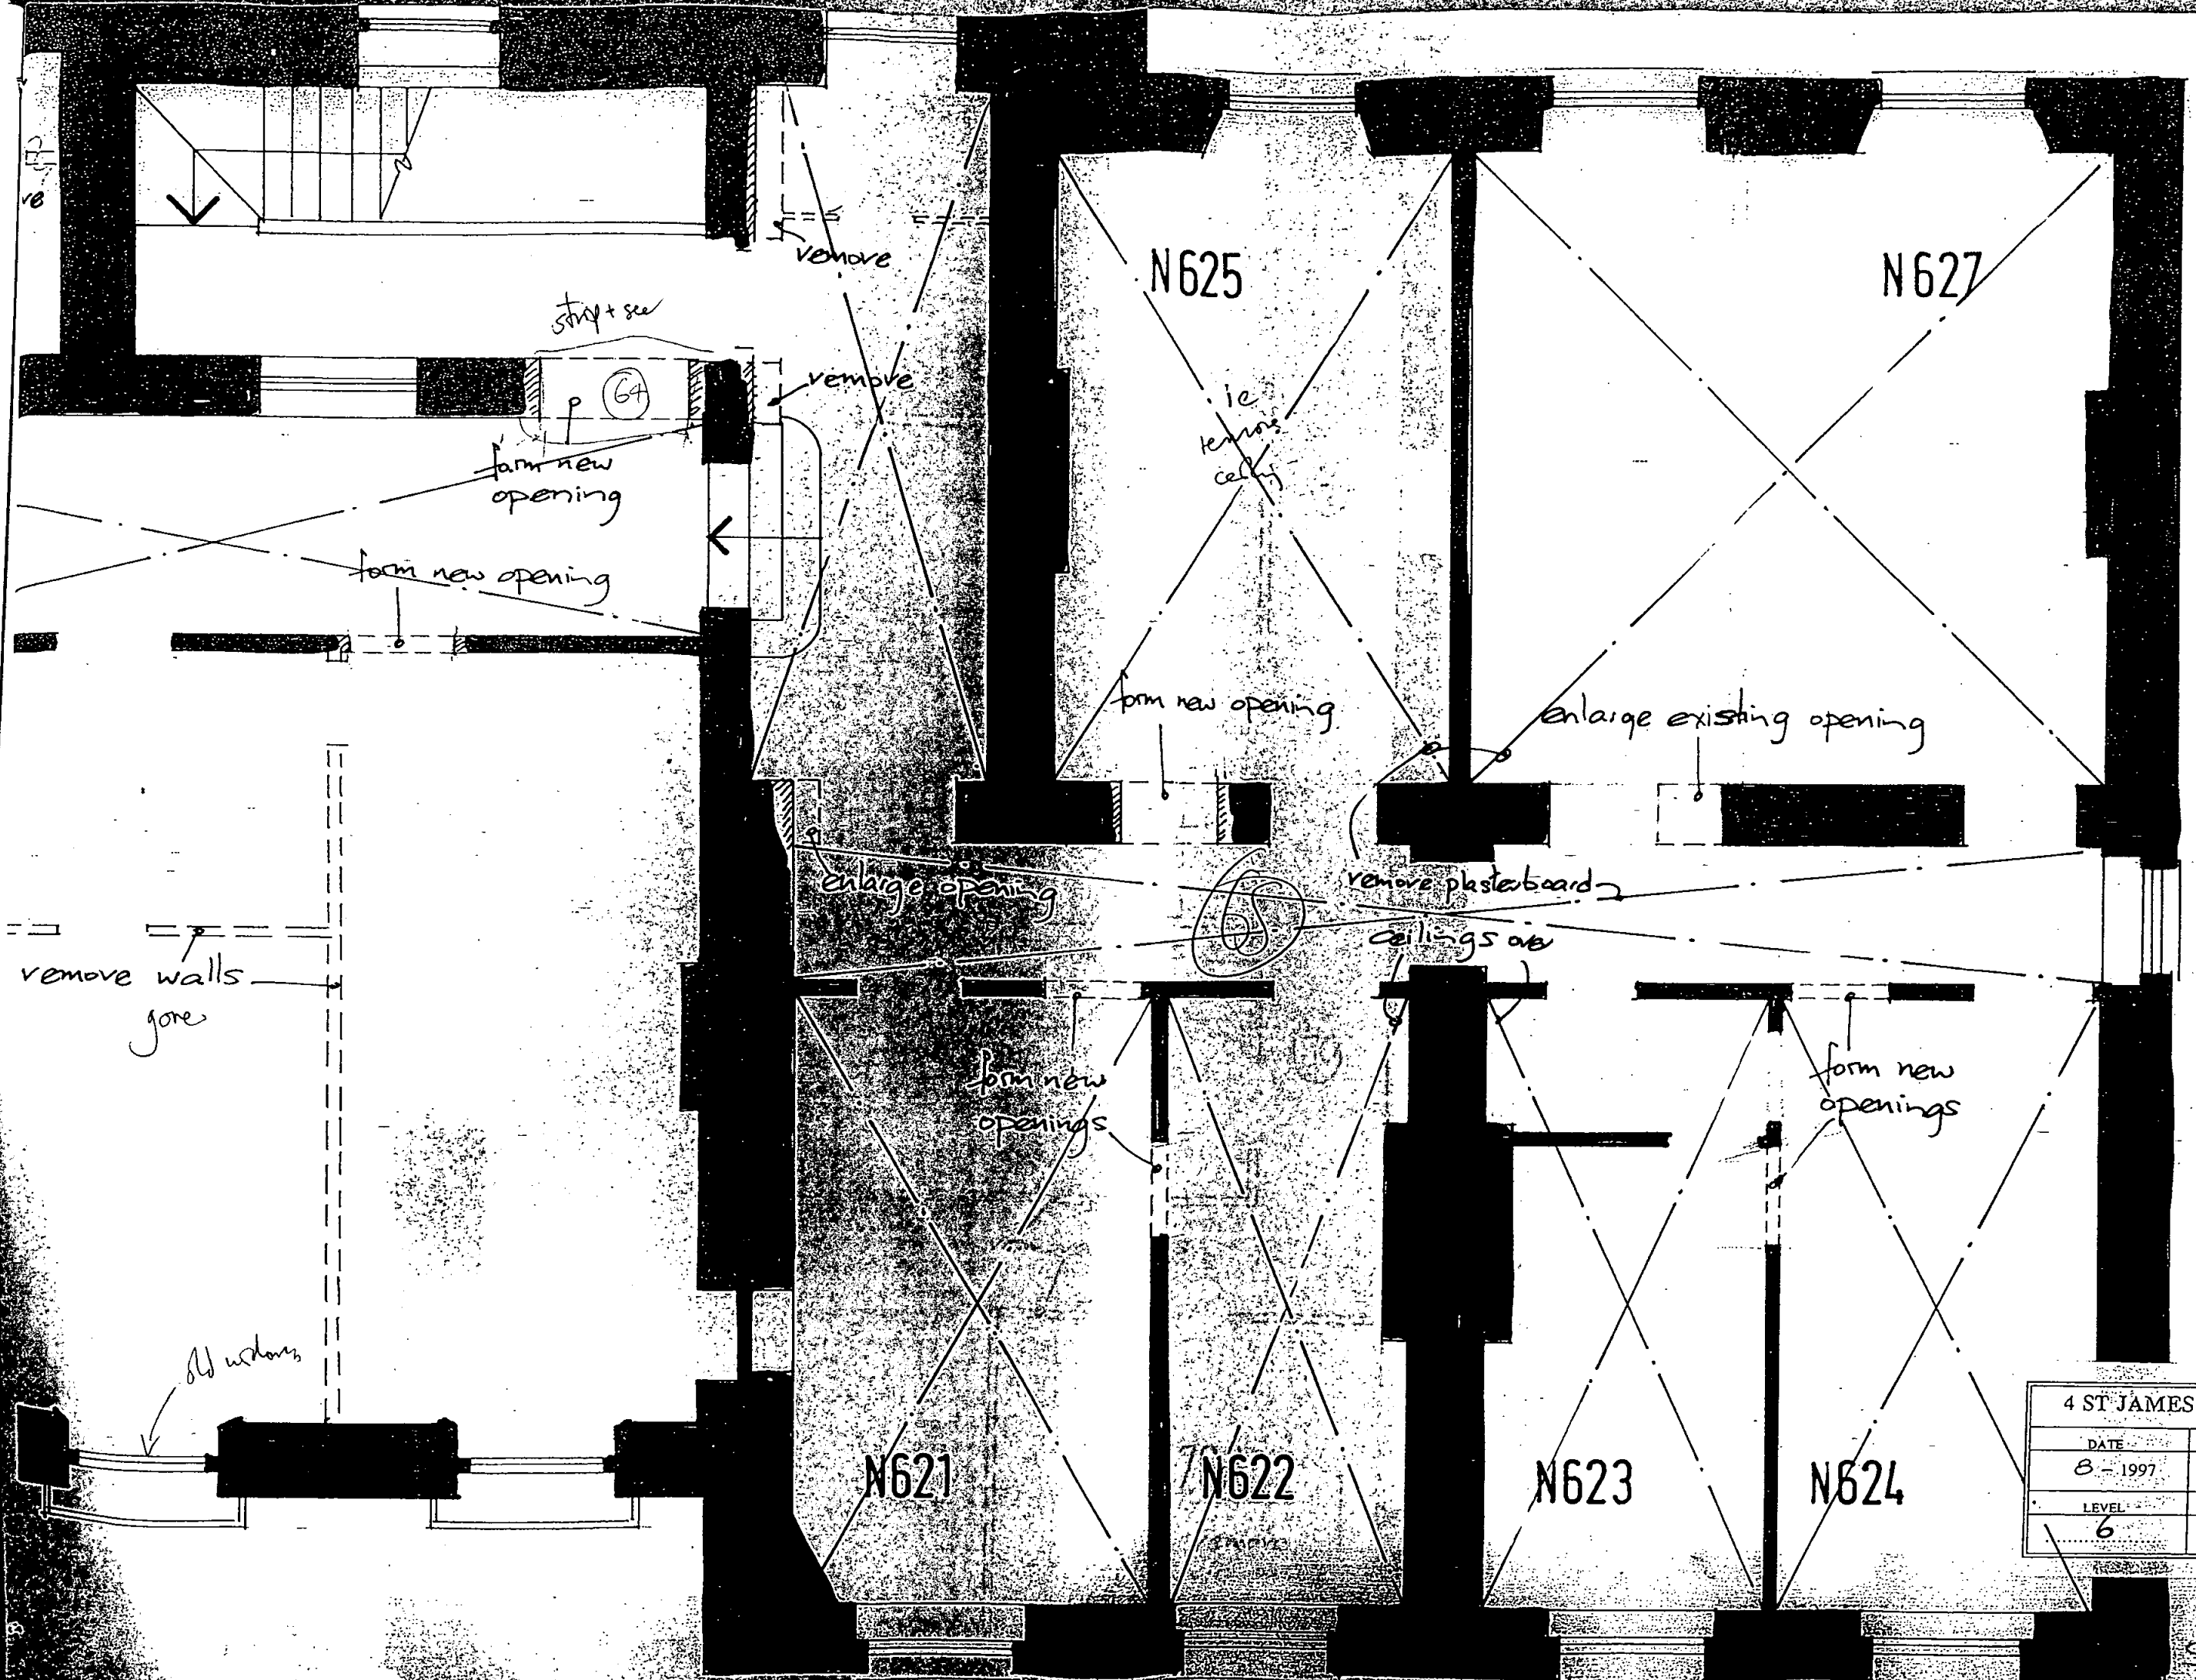 remove
N625
N627
strip + see
64
remove
form new
opening
form new opening
ie
remove
ceiling
form new opening
enlarge existing opening
enlarge opening
65
remove plasterboard
ceilings over
remove walls
gone
form new
openings
form new
openings
old windows
N621
N622
N623
N624
4 ST JAMES
DATE
8 - 1997
LEVEL
6